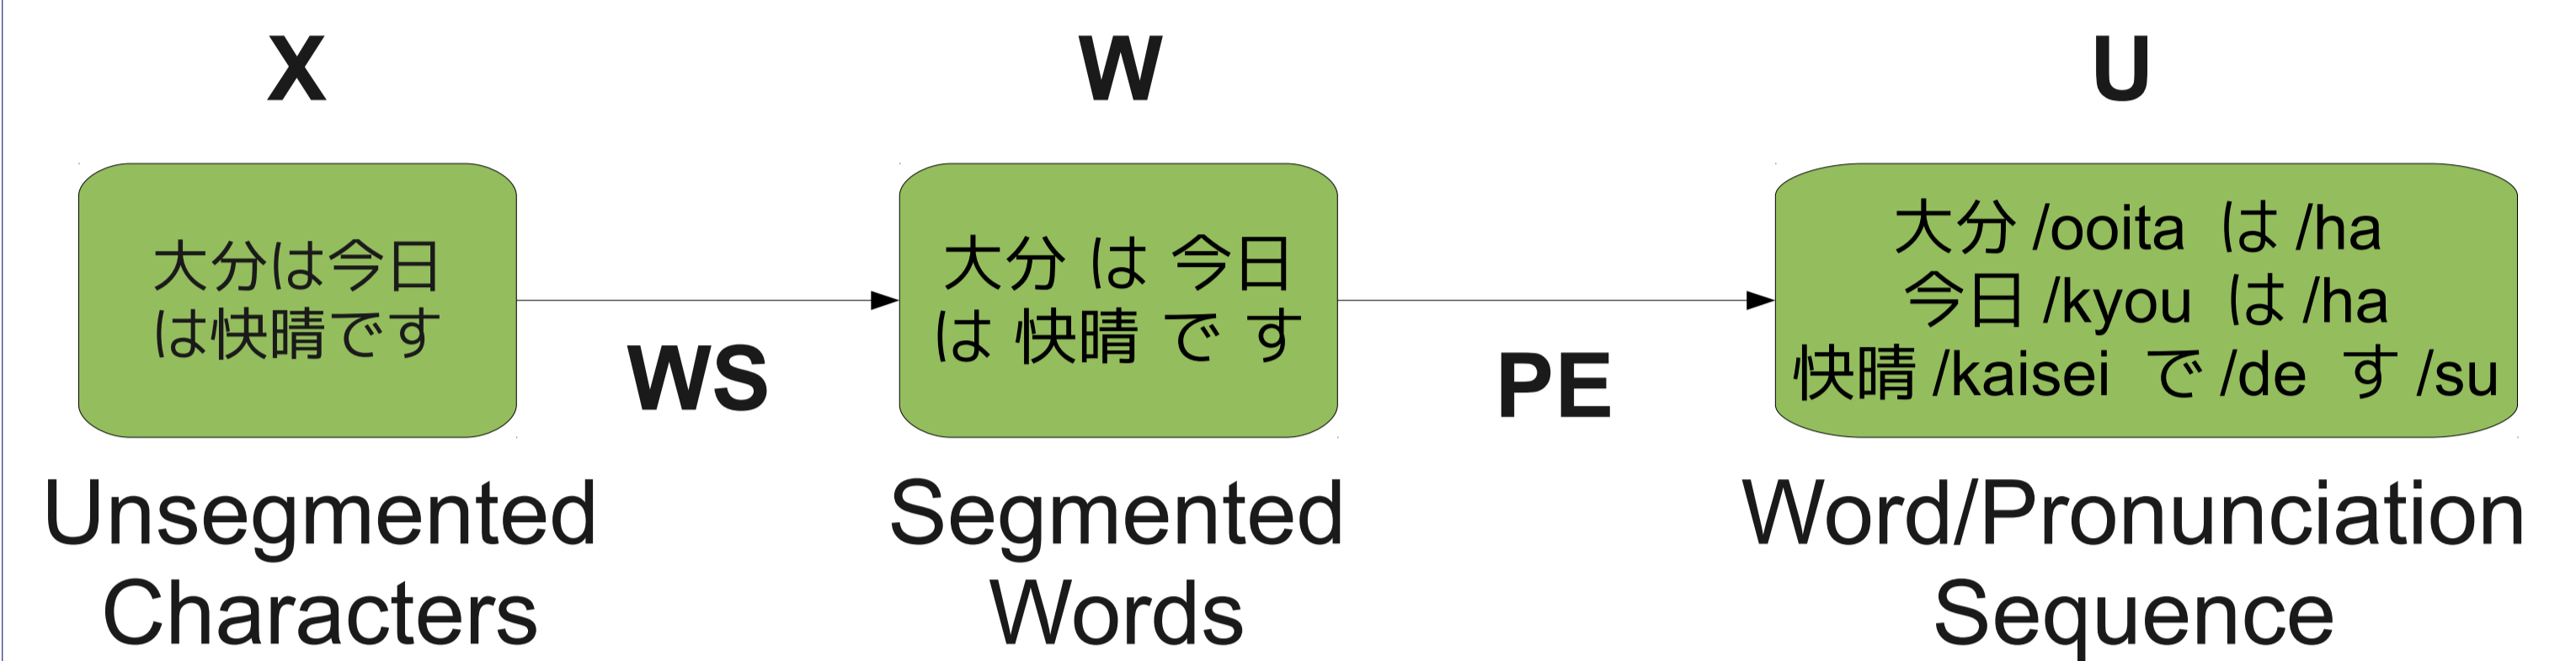 X
大分は今日
は快晴です
Unsegmented
Characters
WS
W
大分 は 今日
は 快晴 で す
Segmented
Words
PE
U
大分 /ooita は /ha
今日 /kyou は /ha
快晴 /kaisei で /de す /su
Word/Pronunciation
Sequence